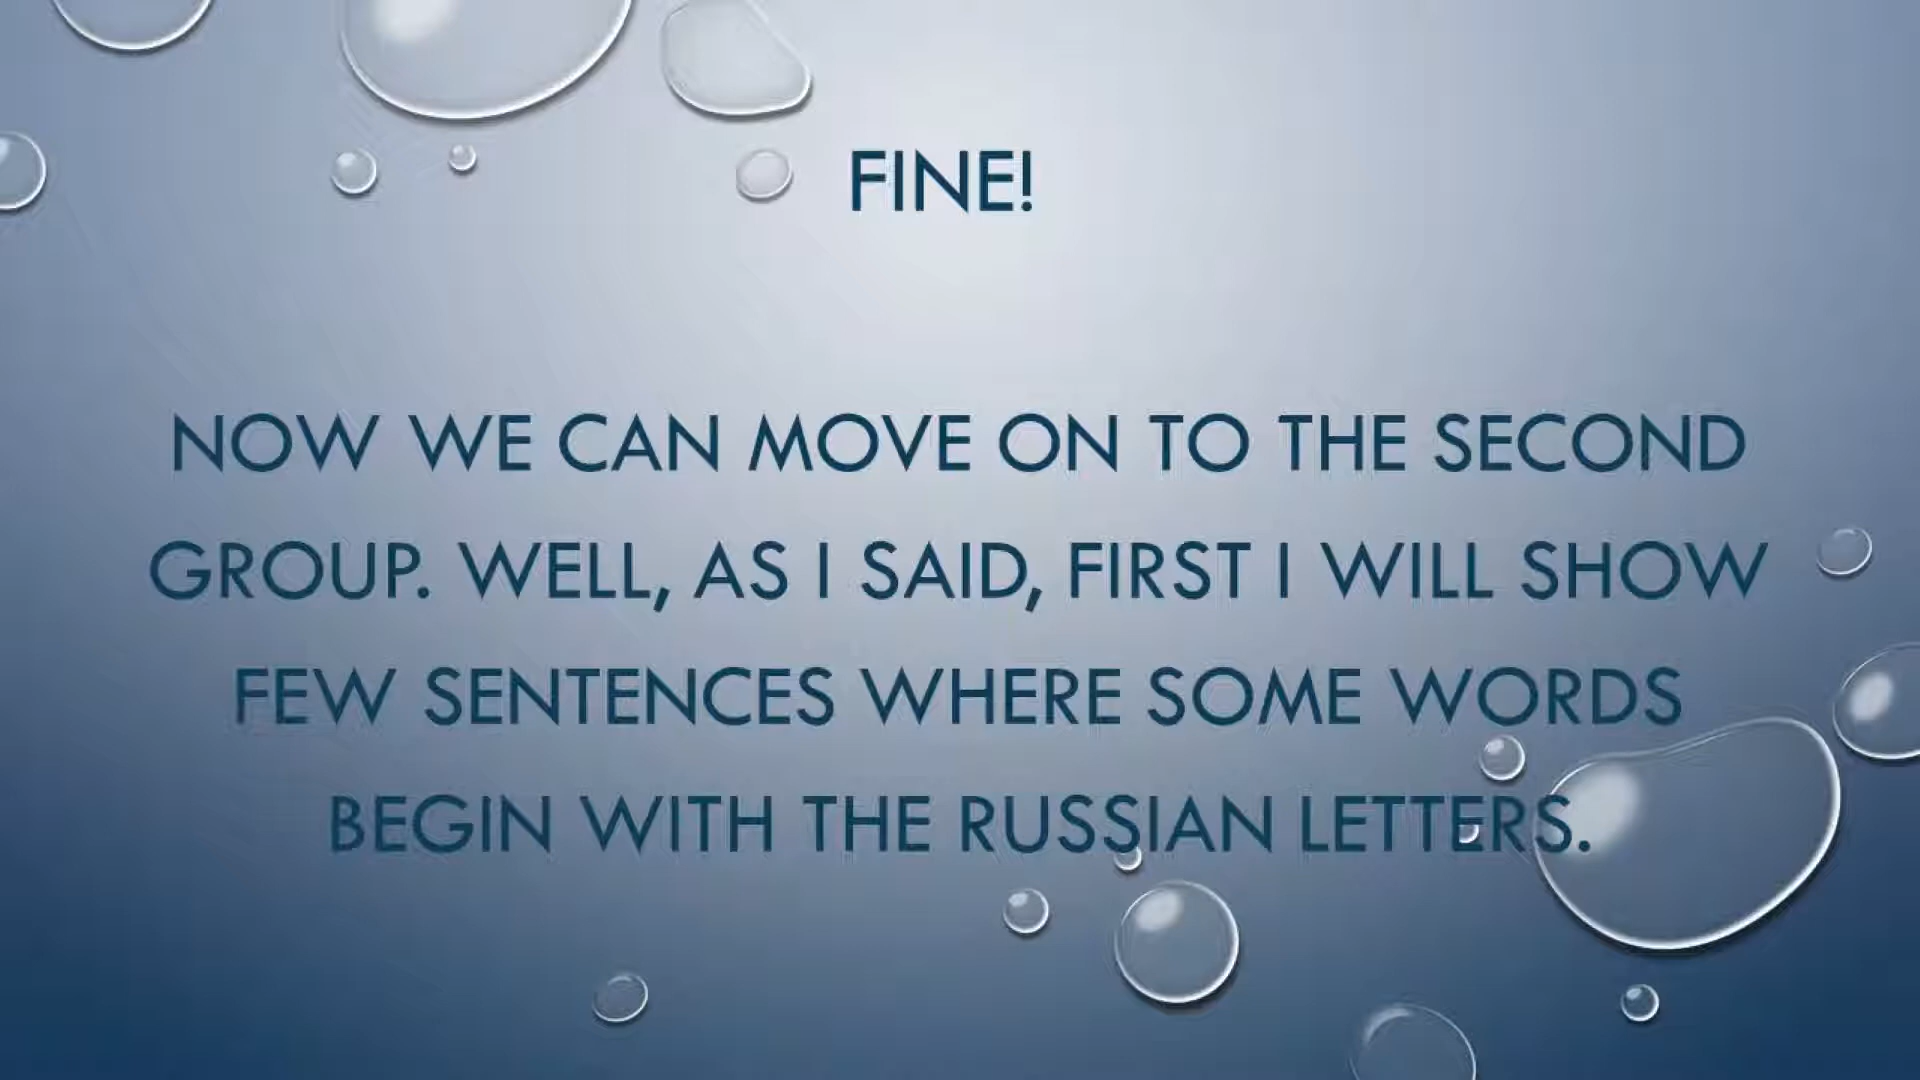 FINE!
NOW WE CAN MOVE ON TO THE SECOND
GROUP. WELL, AS I SAID, FIRST I WILL SHOW
FEW SENTENCES WHERE SOME WORDS
BEGIN WITH THE RUSSIAN LETTERS.